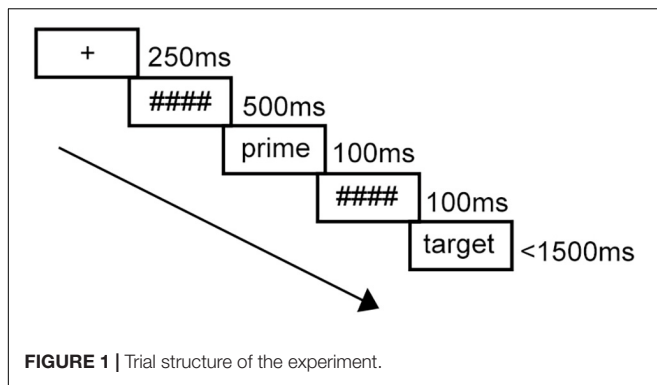 +
250ms
####
500ms
prime
100ms
####
100ms
target
<1500ms
FIGURE 1 | Trial structure of the experiment.